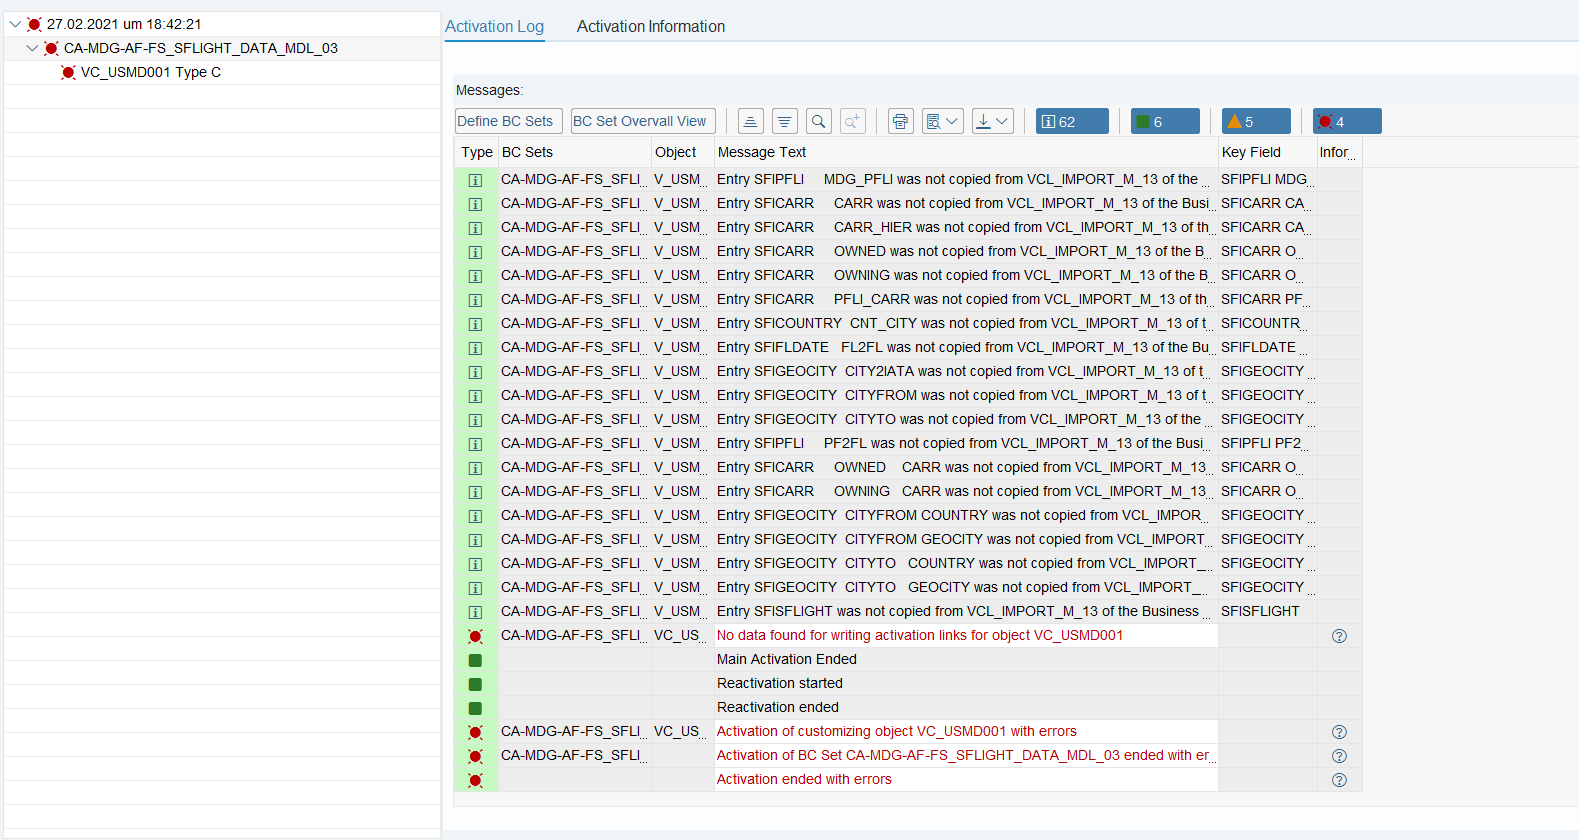 27.02.2021 um 18:42:21
CA-MDG-AF-FS_SFLIGHT_DATA_MDL_03
VC_USMD001 Type C
Activation Log Activation Information
Messages:
Define BC Sets BC Set Overvall View 62 6 5 4
Type BC Sets Object Message Text Key Field Infor...
CA-MDG-AF-FS_SFLI... V_USM... Entry SFIPFLI MDG_PFLI was not copied from VCL_IMPORT_M_13 of the ... SFIPFLI MDG...
CA-MDG-AF-FS_SFLI... V_USM... Entry SFICARR CARR was not copied from VCL_IMPORT_M_13 of the Busi... SFICARR CA...
CA-MDG-AF-FS_SFLI... V_USM... Entry SFICARR CARR_HIER was not copied from VCL_IMPORT_M_13 of th... SFICARR CA...
CA-MDG-AF-FS_SFLI... V_USM... Entry SFICARR OWNED was not copied from VCL_IMPORT_M_13 of the B... SFICARR O...
CA-MDG-AF-FS_SFLI... V_USM... Entry SFICARR OWNING was not copied from VCL_IMPORT_M_13 of the B... SFICARR O...
CA-MDG-AF-FS_SFLI... V_USM... Entry SFICARR PFLI_CARR was not copied from VCL_IMPORT_M_13 of th... SFICARR PF...
CA-MDG-AF-FS_SFLI... V_USM... Entry SFICOUNTRY CNT_CITY was not copied from VCL_IMPORT_M_13 of t... SFICOUNTR...
CA-MDG-AF-FS_SFLI... V_USM... Entry SFIFLDATE FL2FL was not copied from VCL_IMPORT_M_13 of the Bu... SFIFLDATE ...
CA-MDG-AF-FS_SFLI... V_USM... Entry SFIGEOCITY CITY2IATA was not copied from VCL_IMPORT_M_13 of t... SFIGEOCITY ...
CA-MDG-AF-FS_SFLI... V_USM... Entry SFIGEOCITY CITYFROM was not copied from VCL_IMPORT_M_13 of t... SFIGEOCITY ...
CA-MDG-AF-FS_SFLI... V_USM... Entry SFIGEOCITY CITYTO was not copied from VCL_IMPORT_M_13 of the ... SFIGEOCITY ...
CA-MDG-AF-FS_SFLI... V_USM... Entry SFIPFLI PF2FL was not copied from VCL_IMPORT_M_13 of the Busi... SFIPFLI PF2...
CA-MDG-AF-FS_SFLI... V_USM... Entry SFICARR OWNED CARR was not copied from VCL_IMPORT_M_13... SFICARR O...
CA-MDG-AF-FS_SFLI... V_USM... Entry SFICARR OWNING CARR was not copied from VCL_IMPORT_M_13... SFICARR O...
CA-MDG-AF-FS_SFLI... V_USM... Entry SFIGEOCITY CITYFROM COUNTRY was not copied from VCL_IMPOR... SFIGEOCITY ...
CA-MDG-AF-FS_SFLI... V_USM... Entry SFIGEOCITY CITYFROM GEOCITY was not copied from VCL_IMPORT... SFIGEOCITY ...
CA-MDG-AF-FS_SFLI... V_USM... Entry SFIGEOCITY CITYTO COUNTRY was not copied from VCL_IMPORT_... SFIGEOCITY ...
CA-MDG-AF-FS_SFLI... V_USM... Entry SFIGEOCITY CITYTO GEOCITY was not copied from VCL_IMPORT_... SFIGEOCITY ...
CA-MDG-AF-FS_SFLI... V_USM... Entry SFISFLIGHT was not copied from VCL_IMPORT_M_13 of the Business ... SFISFLIGHT
CA-MDG-AF-FS_SFLI... VC_US... No data found for writing activation links for object VC_USMD001
Main Activation Ended
Reactivation started
Reactivation ended
CA-MDG-AF-FS_SFLI... VC_US... Activation of customizing object VC_USMD001 with errors
CA-MDG-AF-FS_SFLI... Activation of BC Set CA-MDG-AF-FS_SFLIGHT_DATA_MDL_03 ended with er...
Activation ended with errors